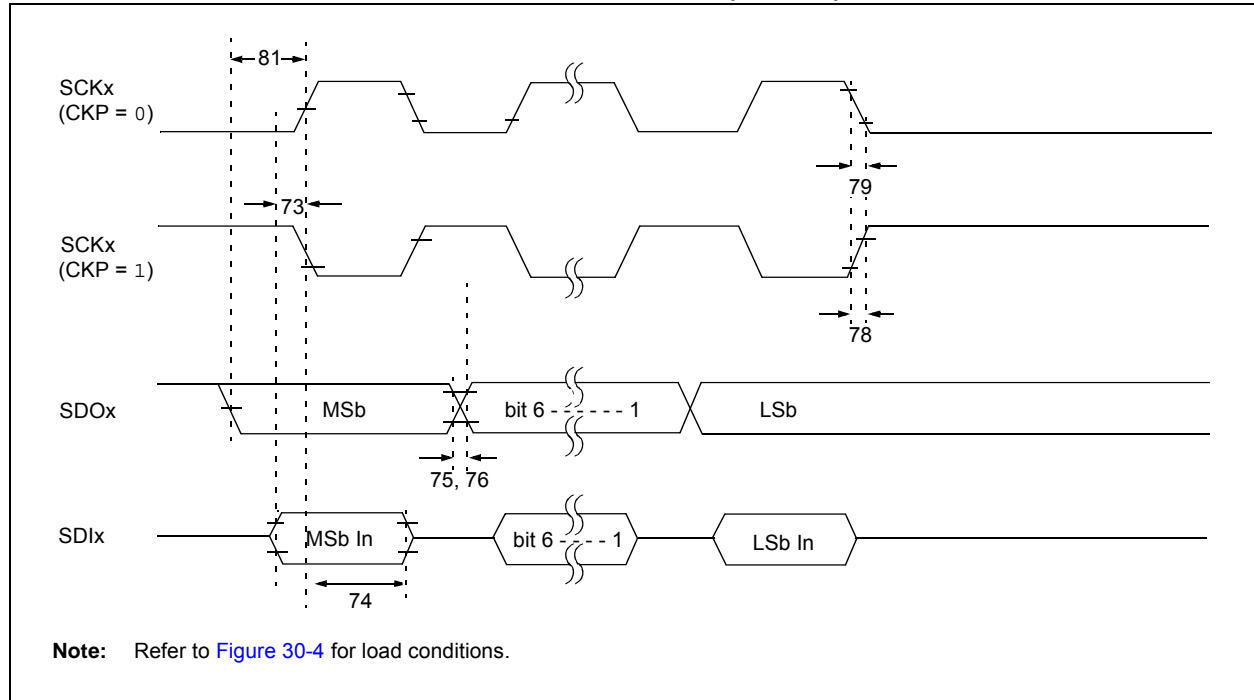 81
SCKx
(CKP = 0)
79
73
SCKx
(CKP = 1)
78
SDOx MSb bit 6 - - - - - - 1 LSb
75, 76
SDIx MSb In bit 6 - - - - - 1 LSb In
74
Note: Refer to Figure 30-4 for load conditions.